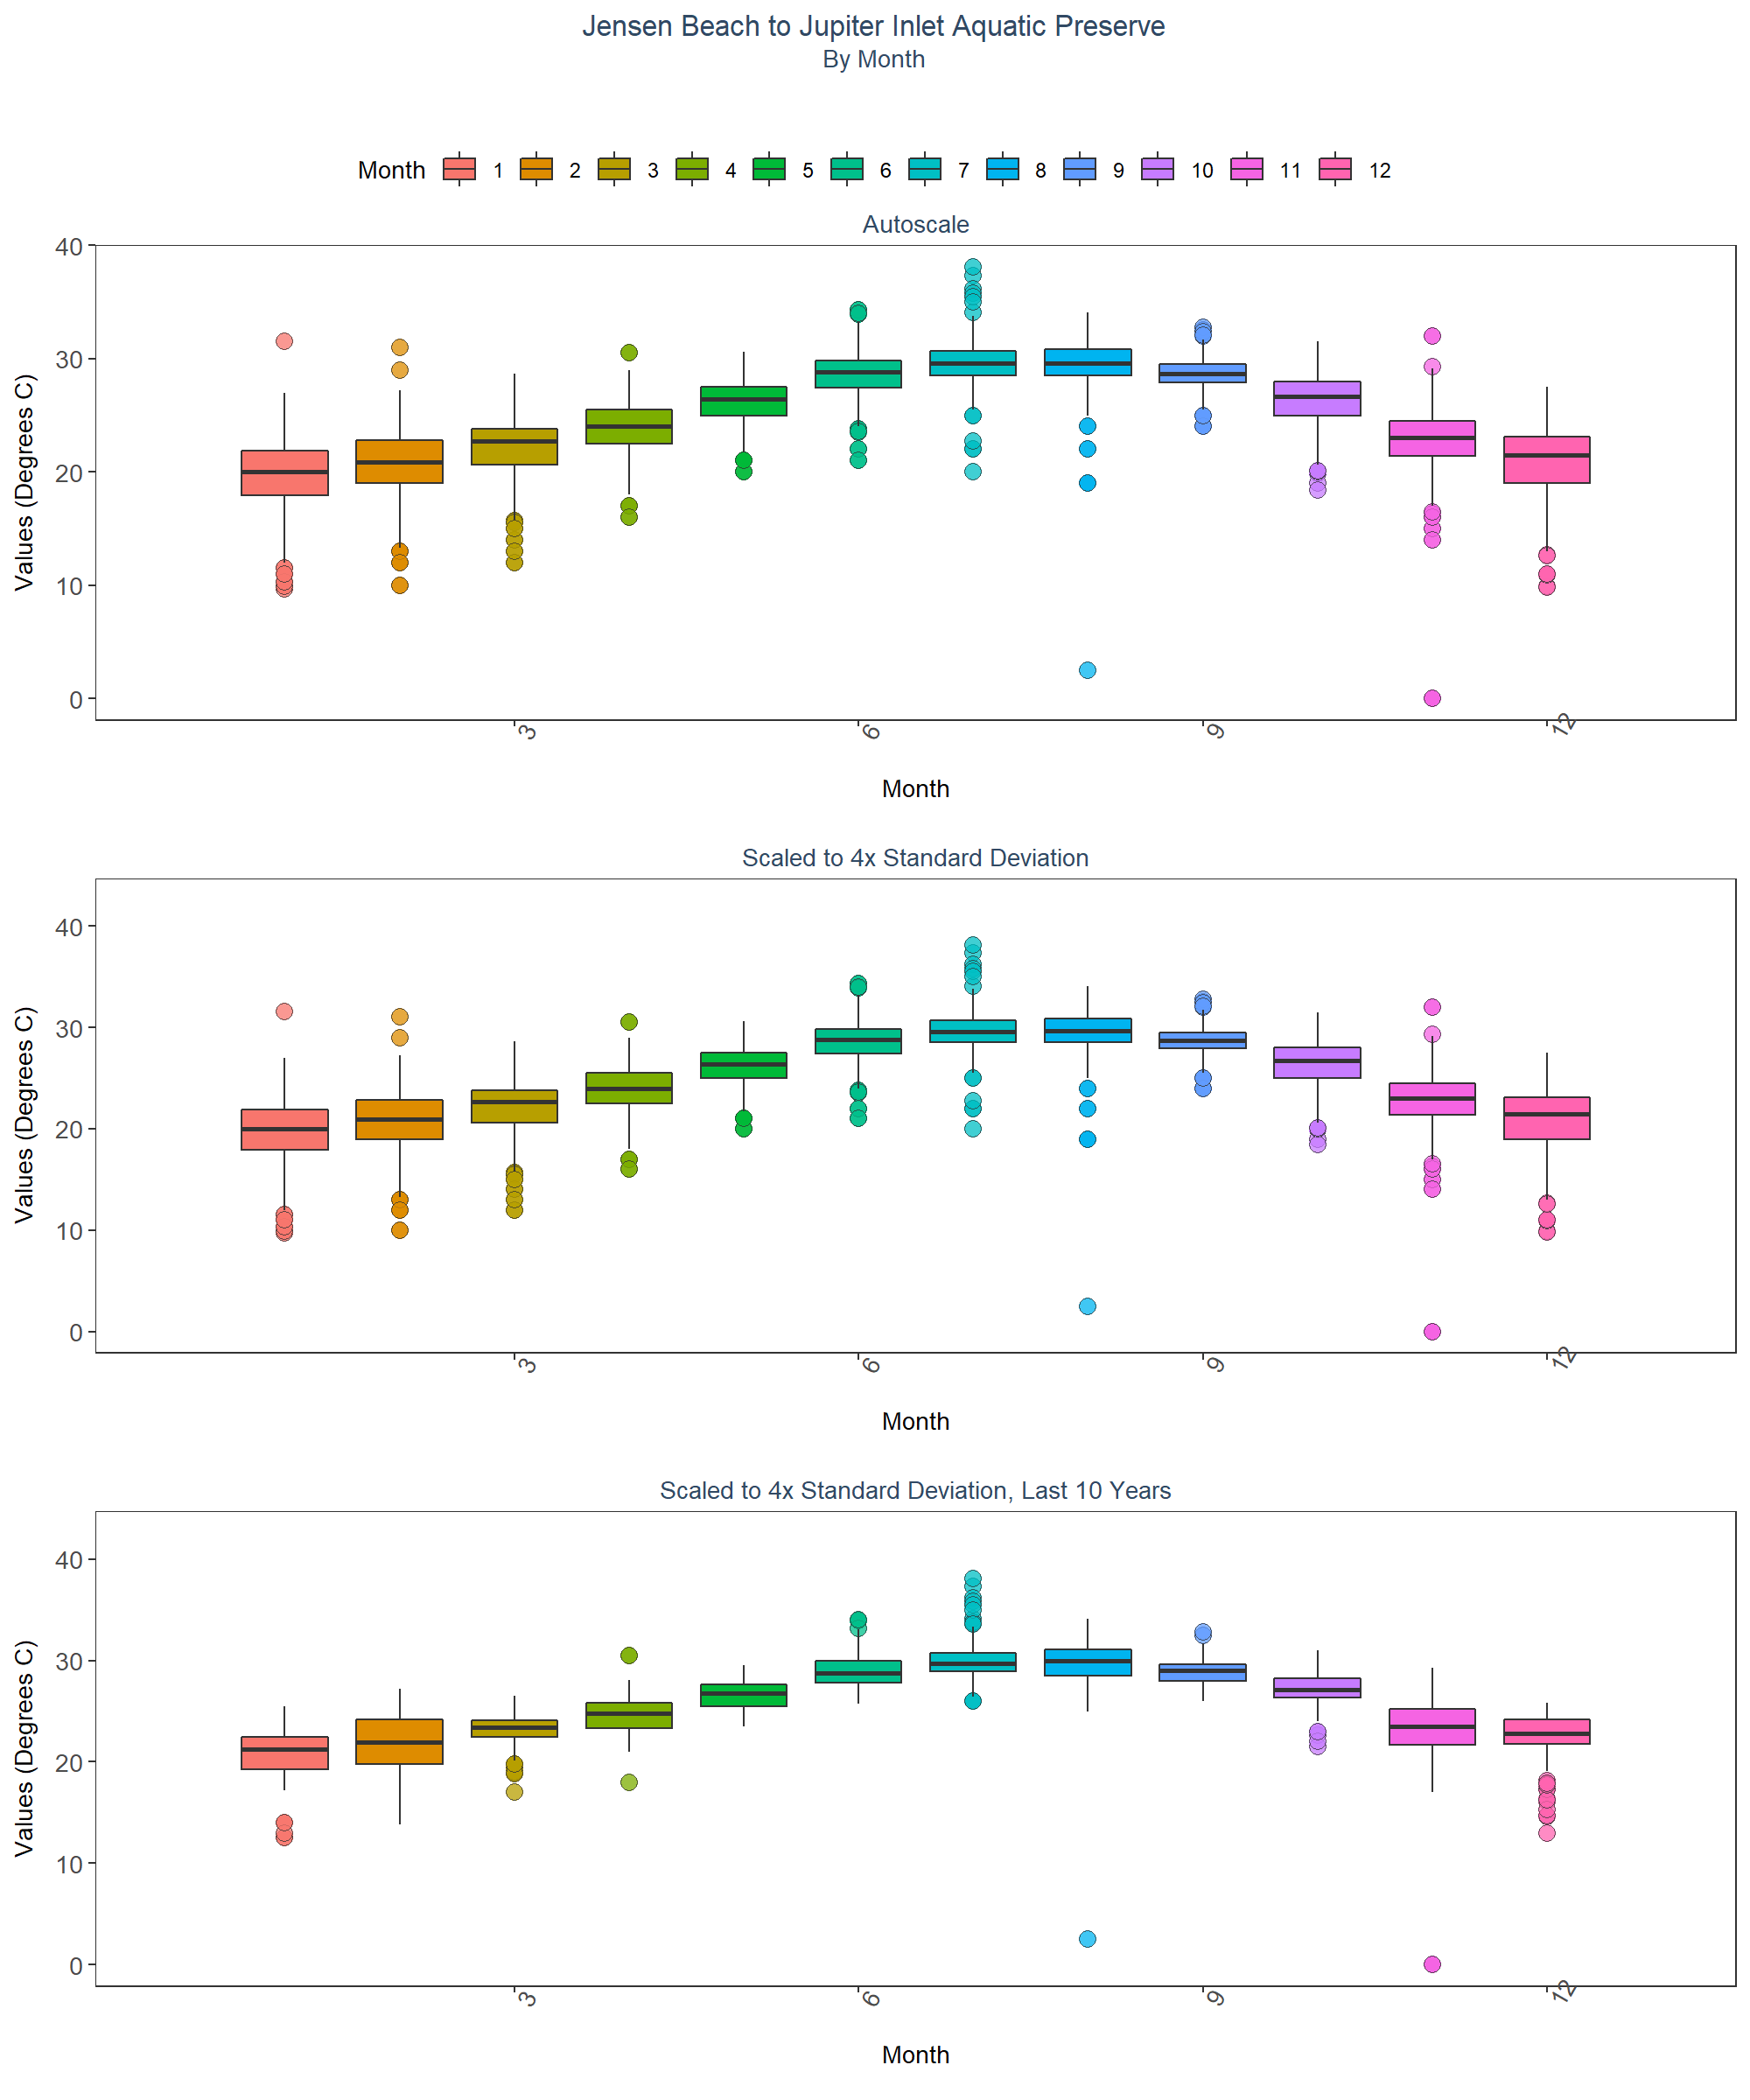 Jensen Beach to Jupiter Inlet Aquatic Preserve
By Month
Month 1 2 3 4 5 6 7 8 9 10 11 12
Autoscale
Values (Degrees C)
40
30
20
10
0
3 6 9 12
Month
Scaled to 4x Standard Deviation
Values (Degrees C)
40
30
20
10
0
3 6 9 12
Month
Scaled to 4x Standard Deviation, Last 10 Years
Values (Degrees C)
40
30
20
10
0
3 6 9 12
Month